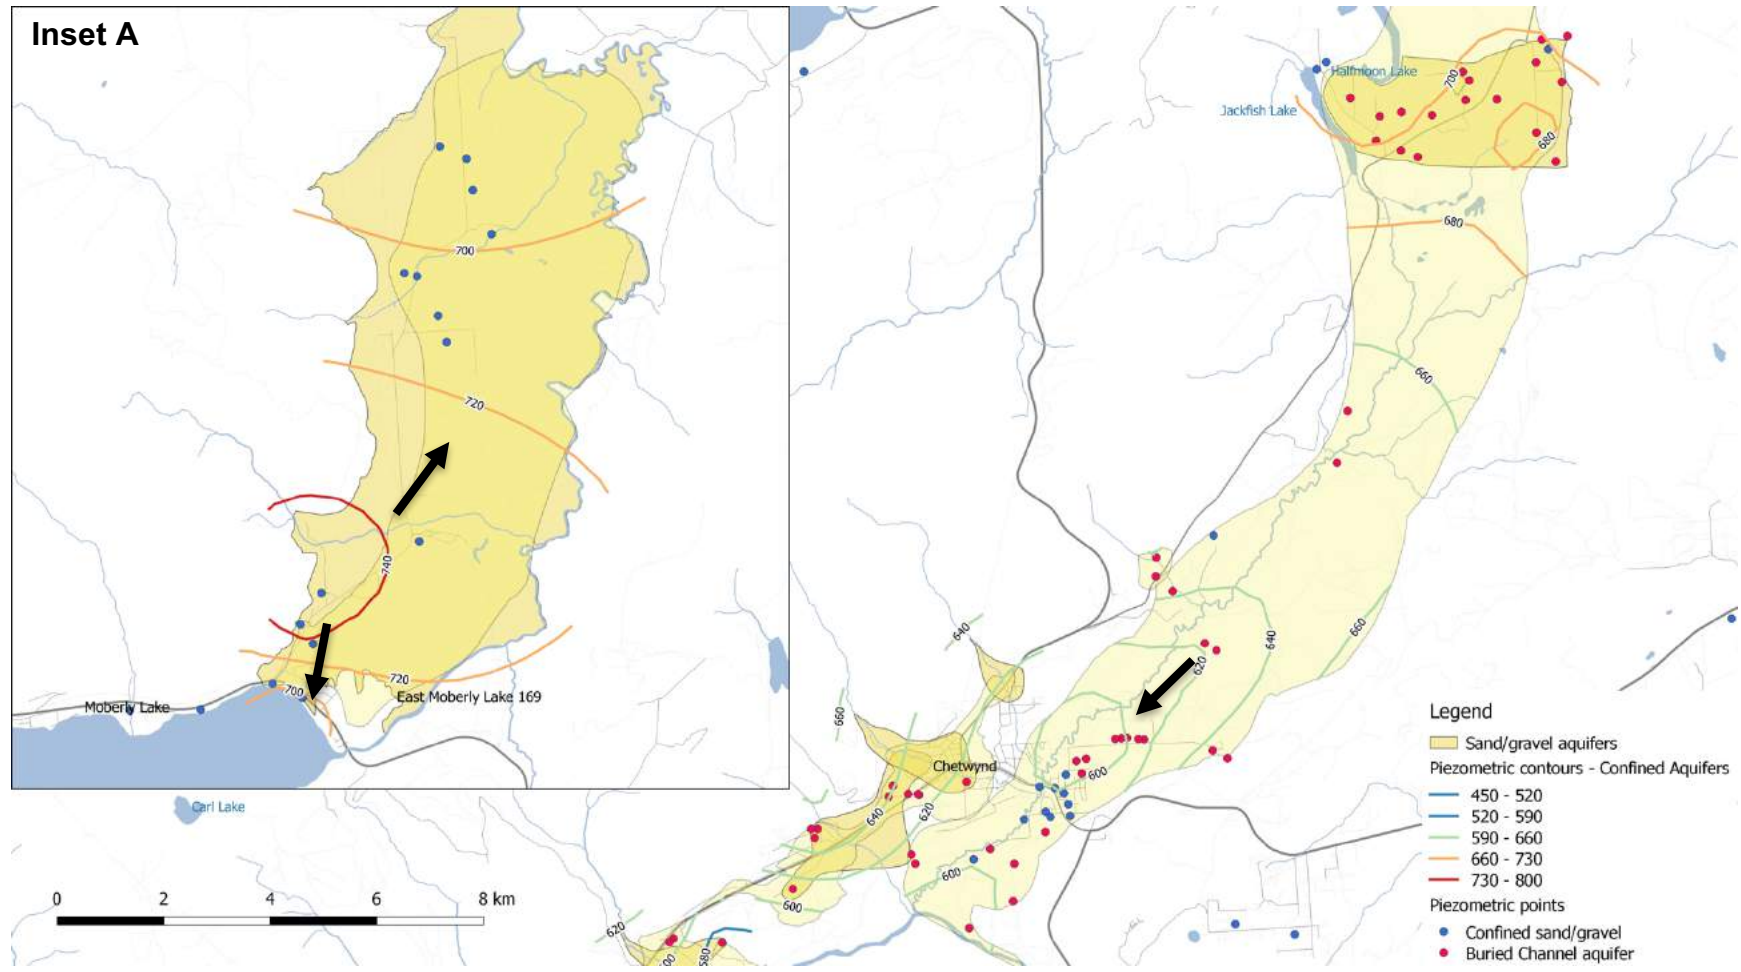 Inset A
700
720
740
720
700
Moberly Lake
East Moberly Lake 169
Halfmoon Lake
Jackfish Lake
700
680
680
660
660
640
620
600
640
660
Chetwynd
640
620
600
600
620
600
580
Carl Lake
0 2 4 6 8 km
Legend
Sand/gravel aquifers
Piezometric contours - Confined Aquifers
450 - 520
520 - 590
590 - 660
660 - 730
730 - 800
Piezometric points
Confined sand/gravel
Buried Channel aquifer